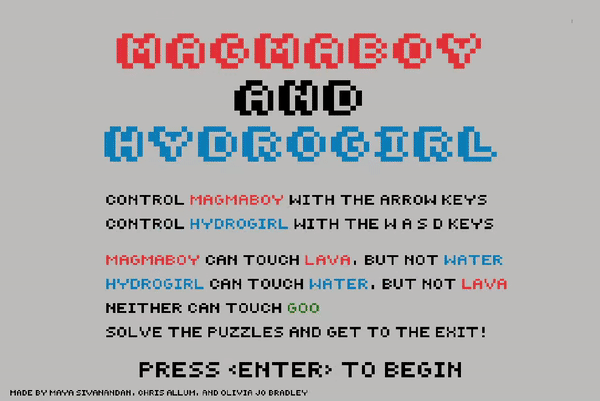 MAGMABOY
AND
HYDROGIRL
CONTROL MAGMABOY WITH THE ARROW KEYS
CONTROL HYDROGIRL WITH THE W A S D KEYS
MAGMABOY CAN TOUCH LAVA, BUT NOT WATER
HYDROGIRL CAN TOUCH WATER, BUT NOT LAVA
NEITHER CAN TOUCH GOO
SOLVE THE PUZZLES AND GET TO THE EXIT!
PRESS <ENTER> TO BEGIN
MADE BY MAYA SIVANANDAN, CHRIS ALLUM, AND OLIVIA JO BRADLEY